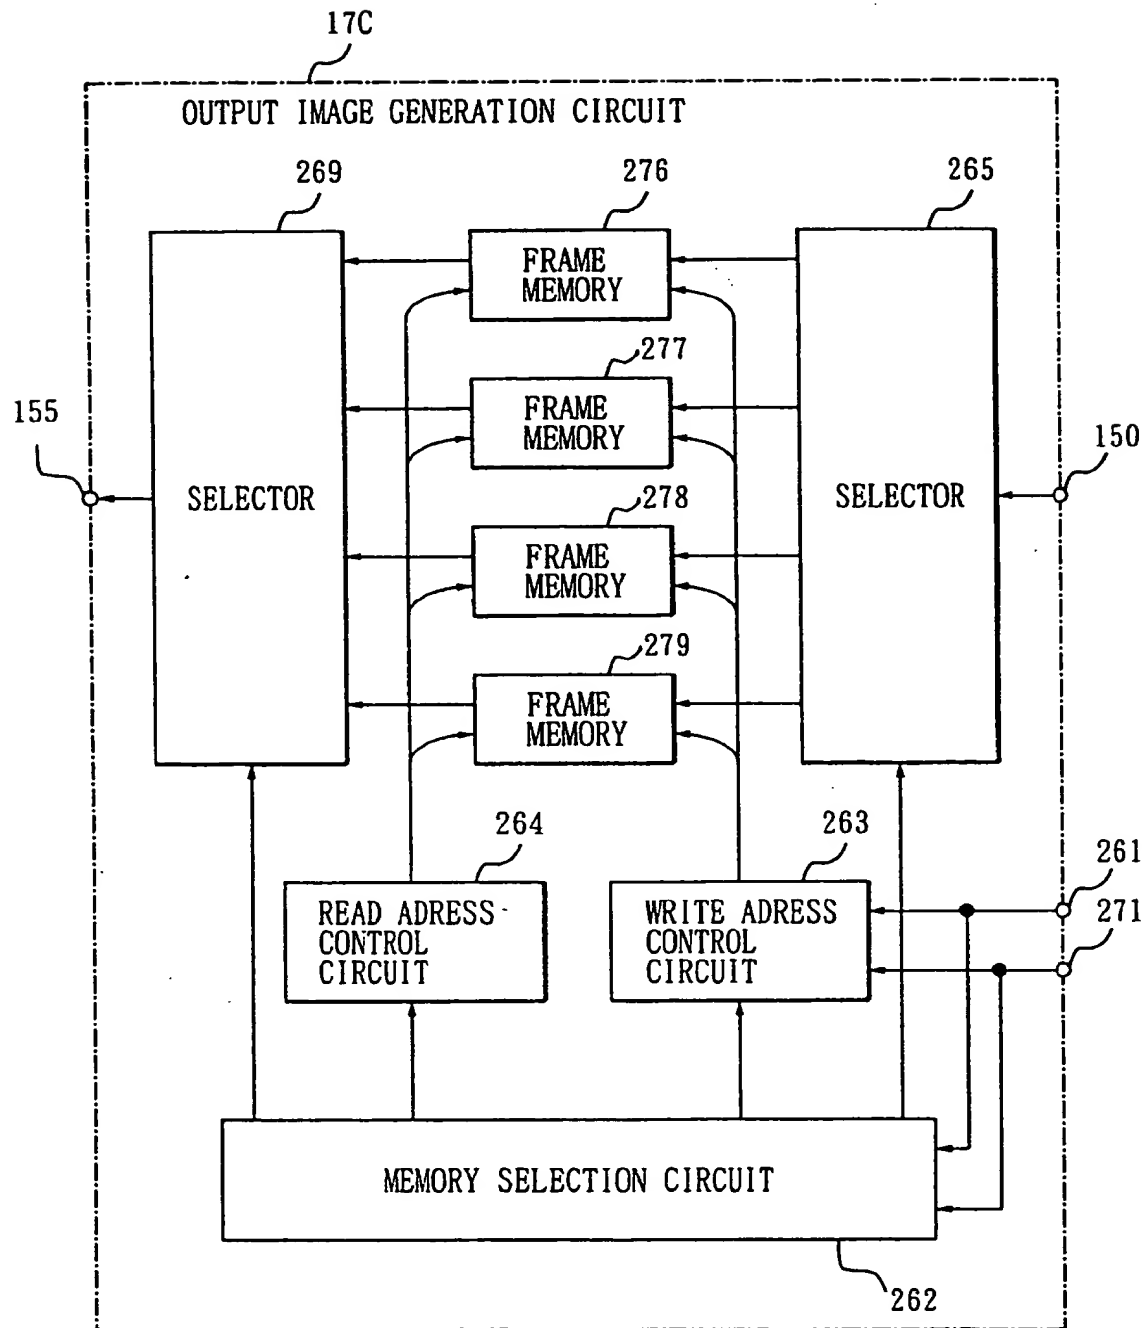 17C
OUTPUT IMAGE GENERATION CIRCUIT
269
276
265
FRAME
MEMORY
277
FRAME
MEMORY
155
150
SELECTOR
SELECTOR
278
FRAME
MEMORY
279
FRAME
MEMORY
264
263
261
READ ADRESS
CONTROL
CIRCUIT
WRITE ADRESS
CONTROL
CIRCUIT
271
MEMORY SELECTION CIRCUIT
262